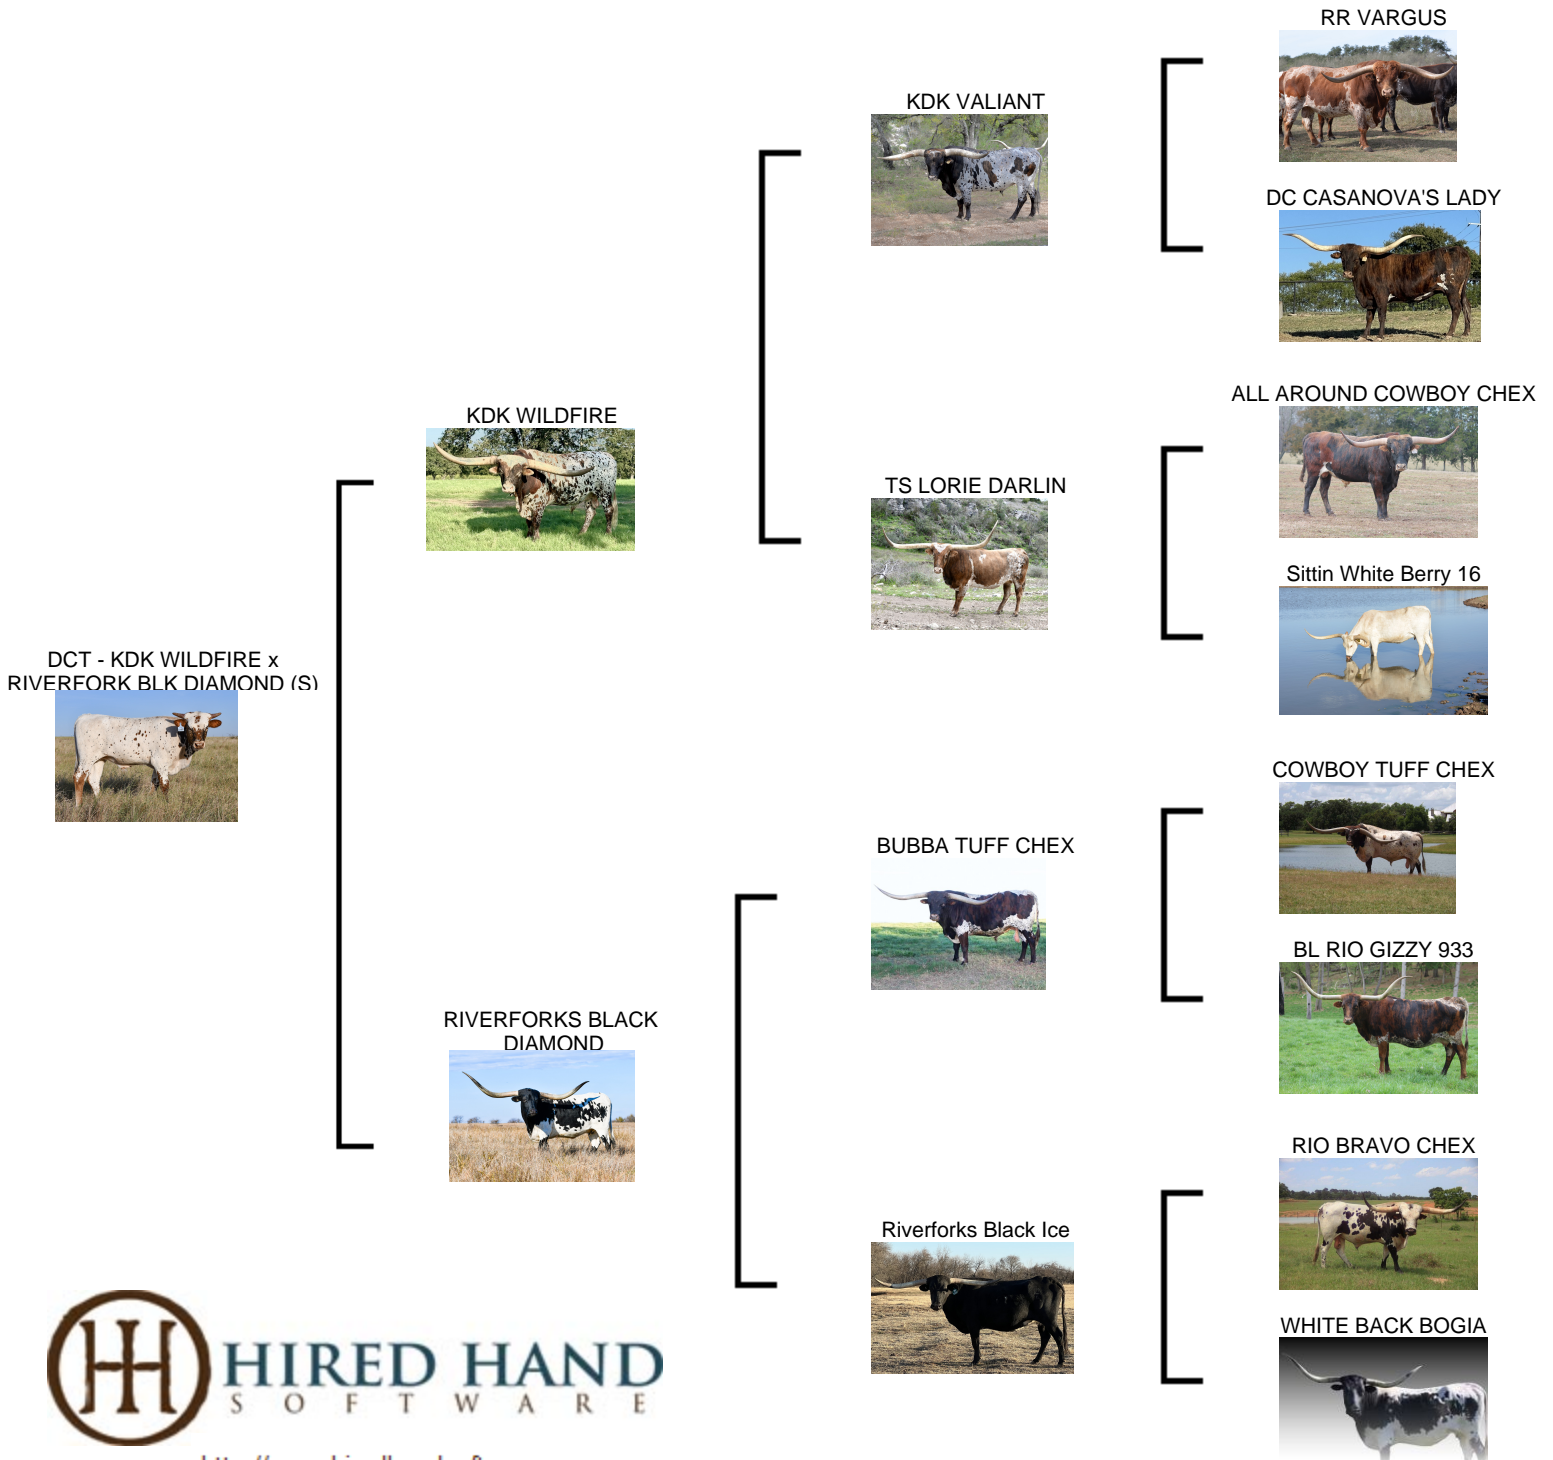 RR VARGUS
KDK VALIANT
DC CASANOVA'S LADY
KDK WILDFIRE
ALL AROUND COWBOY CHEX
TS LORIE DARLIN
Sittin White Berry 16
DCT - KDK WILDFIRE x
RIVERFORK BLK DIAMOND (S)
COWBOY TUFF CHEX
BUBBA TUFF CHEX
BL RIO GIZZY 933
RIVERFORKS BLACK
DIAMOND
RIO BRAVO CHEX
Riverforks Black Ice
WHITE BACK BOGIA
HIRED HAND
SOFTWARE